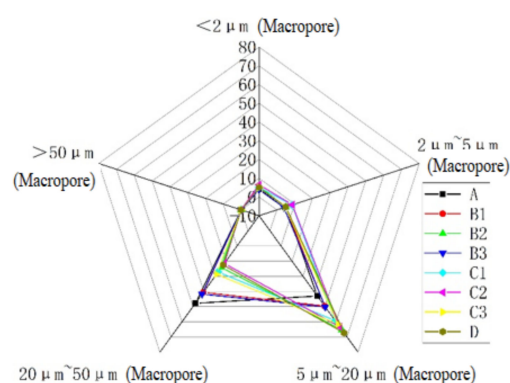 <2 μm (Macropore)
80
70
60
50
40
30
20
10
0
-10
2 μm~5 μm
(Macropore)
>50 μm
(Macropore)
A
B1
B2
B3
C1
C2
C3
D
20 μm~50 μm (Macropore)
5 μm~20 μm (Macropore)